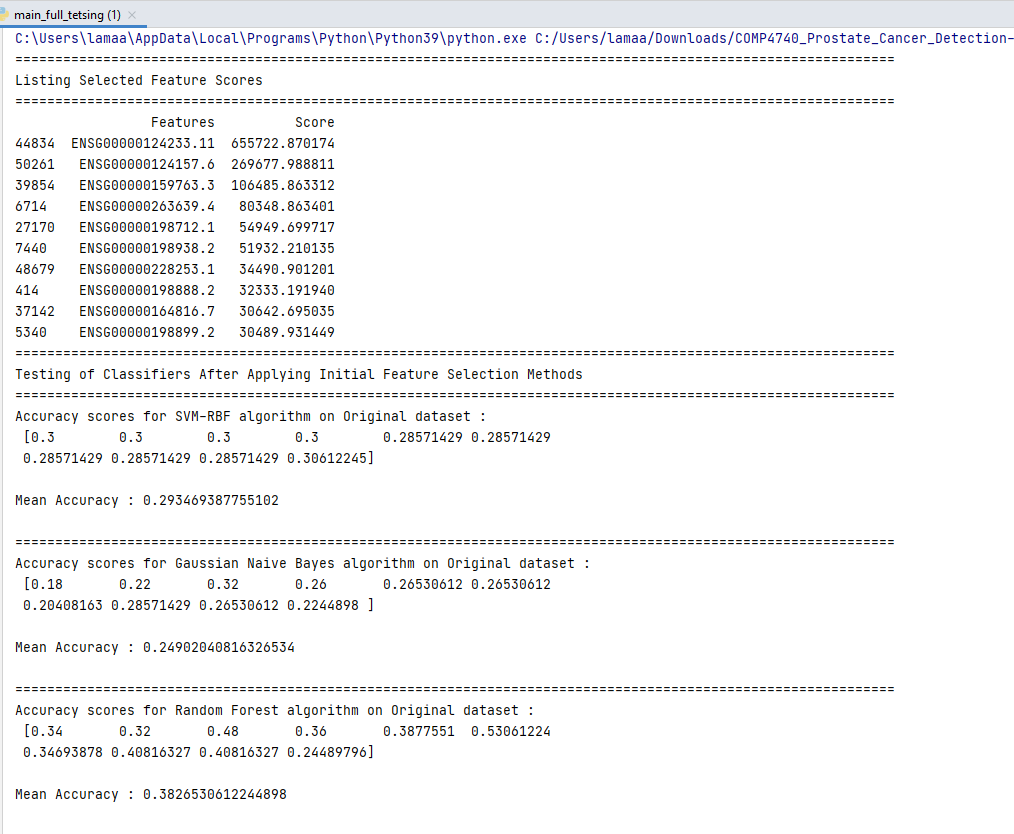 main_full_tetsing (1)
C:\Users\lamaa\AppData\Local\Programs\Python\Python39\python.exe C:/Users/lamaa/Downloads/COMP4740_Prostate_Cancer_Detection-
==============================================================================================================
Listing Selected Feature Scores
==============================================================================================================
                 Features          Score
44834  ENSG00000124233.11  655722.870174
50261   ENSG00000124157.6  269677.988811
39854   ENSG00000159763.3  106485.863312
6714    ENSG00000263639.4   80348.863401
27170   ENSG00000198712.1   54949.699717
7440    ENSG00000198938.2   51932.210135
48679   ENSG00000228253.1   34490.901201
414     ENSG00000198888.2   32333.191940
37142   ENSG00000164816.7   30642.695035
5340    ENSG00000198899.2   30489.931449
==============================================================================================================
Testing of Classifiers After Applying Initial Feature Selection Methods
==============================================================================================================
Accuracy scores for SVM-RBF algorithm on Original dataset :
 [0.3        0.3        0.3        0.3        0.28571429 0.28571429
 0.28571429 0.28571429 0.28571429 0.30612245]
Mean Accuracy : 0.293469387755102
==============================================================================================================
Accuracy scores for Gaussian Naive Bayes algorithm on Original dataset :
 [0.18       0.22       0.32       0.26       0.26530612 0.26530612
 0.20408163 0.28571429 0.26530612 0.2244898 ]
Mean Accuracy : 0.24902040816326534
==============================================================================================================
Accuracy scores for Random Forest algorithm on Original dataset :
 [0.34       0.32       0.48       0.36       0.3877551  0.53061224
 0.34693878 0.40816327 0.40816327 0.24489796]
Mean Accuracy : 0.3826530612244898